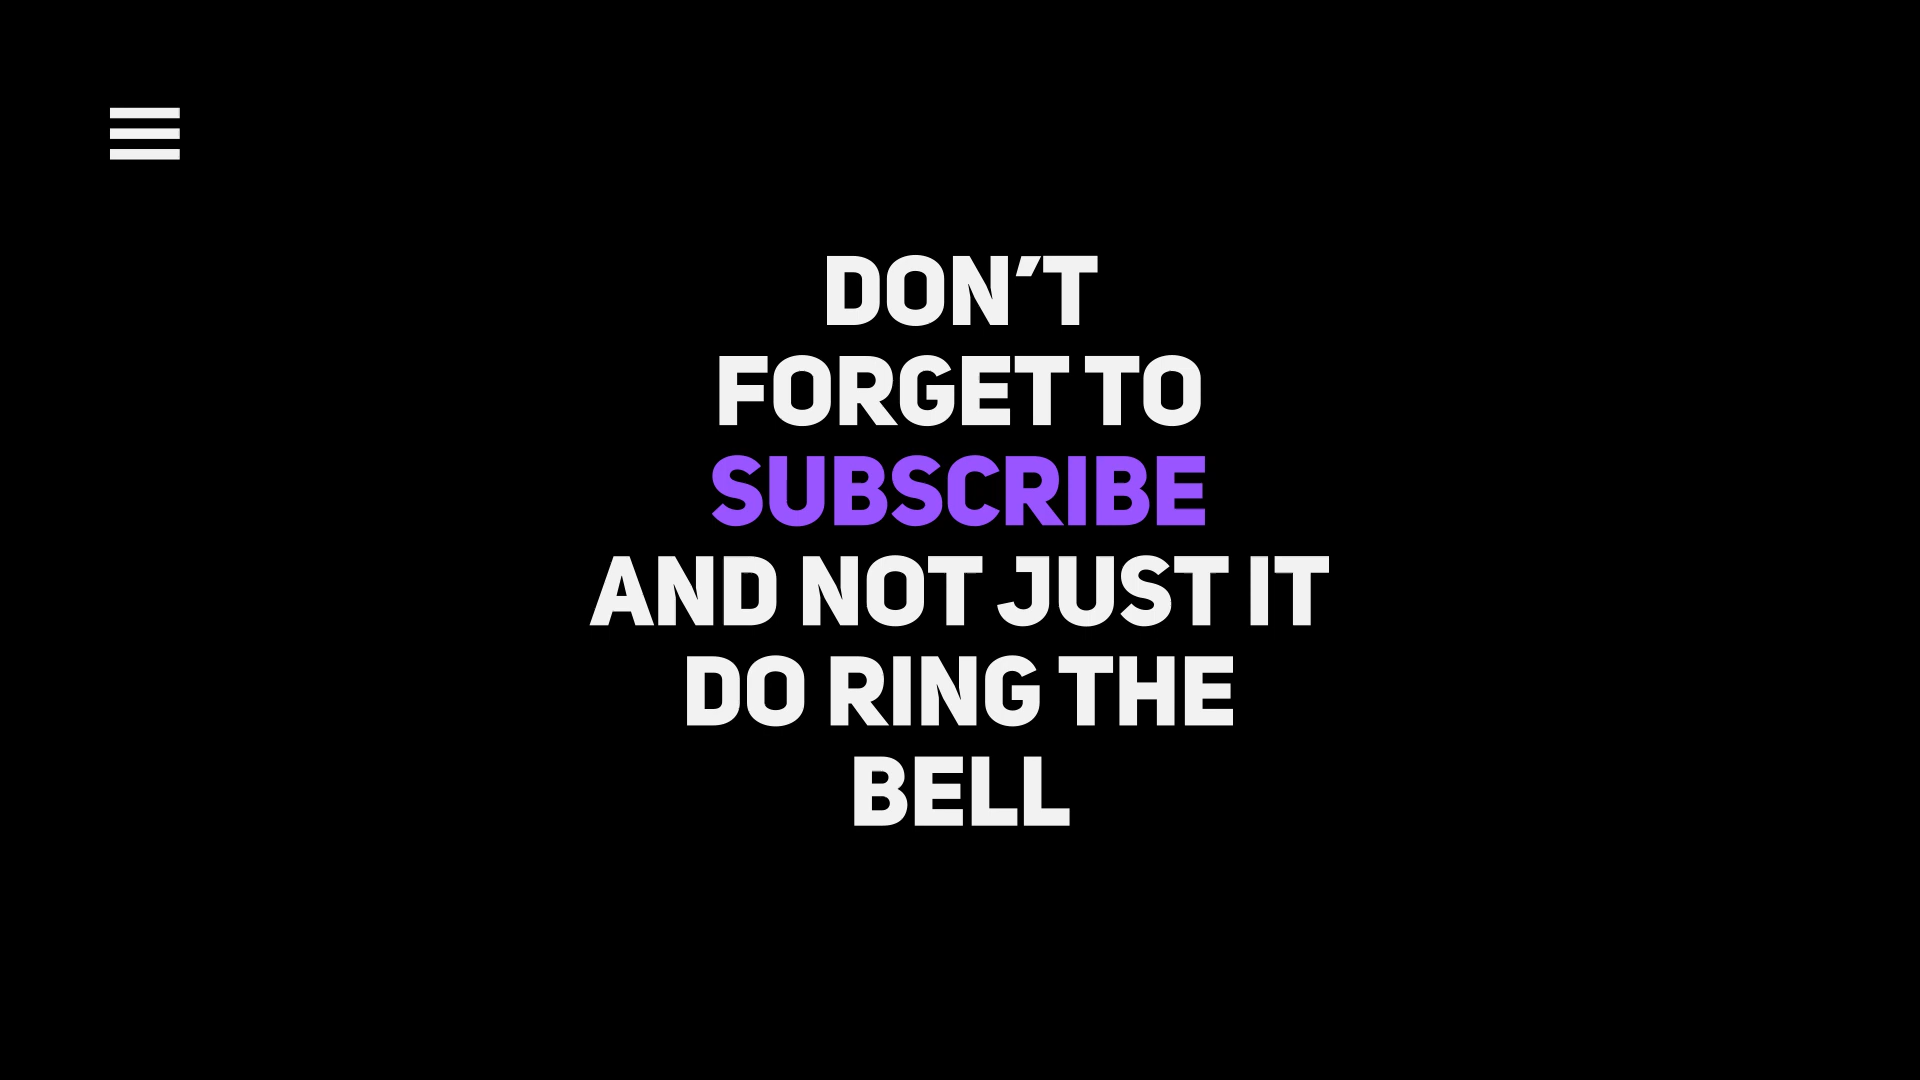 DON’T
FORGET TO
SUBSCRIBE
AND NOT JUST IT
DO RING THE
BELL